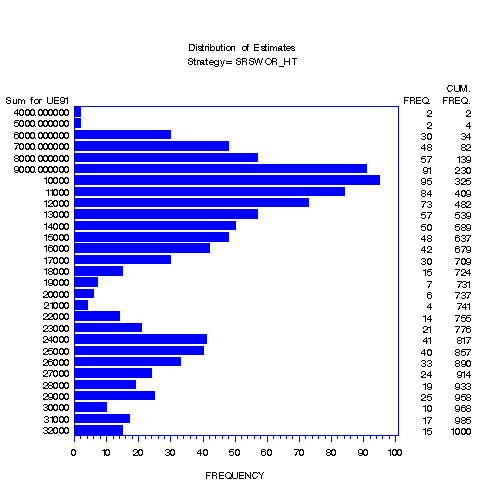 Distribution of Estimates
Strategy= SRSWOR_HT
CUM.
Sum for UE91 FREQ. FREQ.
4000.000000 2 2
5000.000000 2 4
6000.000000 30 34
7000.000000 48 82
8000.000000 57 139
9000.000000 91 230
10000 95 325
11000 84 409
12000 73 482
13000 57 539
14000 50 589
15000 48 637
16000 42 679
17000 30 709
18000 15 724
19000 7 731
20000 6 737
21000 4 741
22000 14 755
23000 21 776
24000 41 817
25000 40 857
26000 33 890
27000 24 914
28000 19 933
29000 25 958
30000 10 968
31000 17 985
32000 15 1000
0 10 20 30 40 50 60 70 80 90 100
FREQUENCY